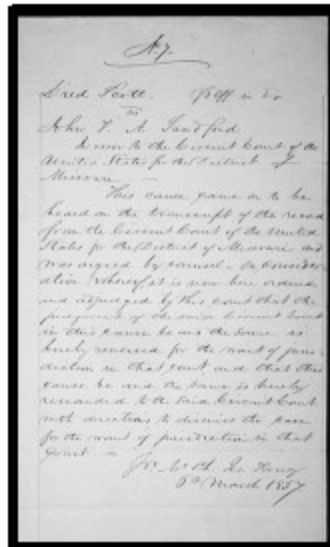 No. 7
Dred Scott Pltff in Er
vs
John F. A. Sandford
In error to the Circuit Court of the
United States for the District of
Missouri
This cause came on to be
heard on the transcript of the record
from the Circuit Court of the United
States for the District of Missouri and
was argued by counsel. On consider-
ation whereof it is now here ordered
and adjudged by this court that the
judgment of the said Circuit Court
in this cause be and the same is
hereby reversed for the want of juris-
diction in that court and that this
cause be and the same is hereby
remanded to the said Circuit Court
with directions to dismiss the case
for the want of jurisdiction in that
Court.
Mr Ch. Jus. Taney
6th March 1857